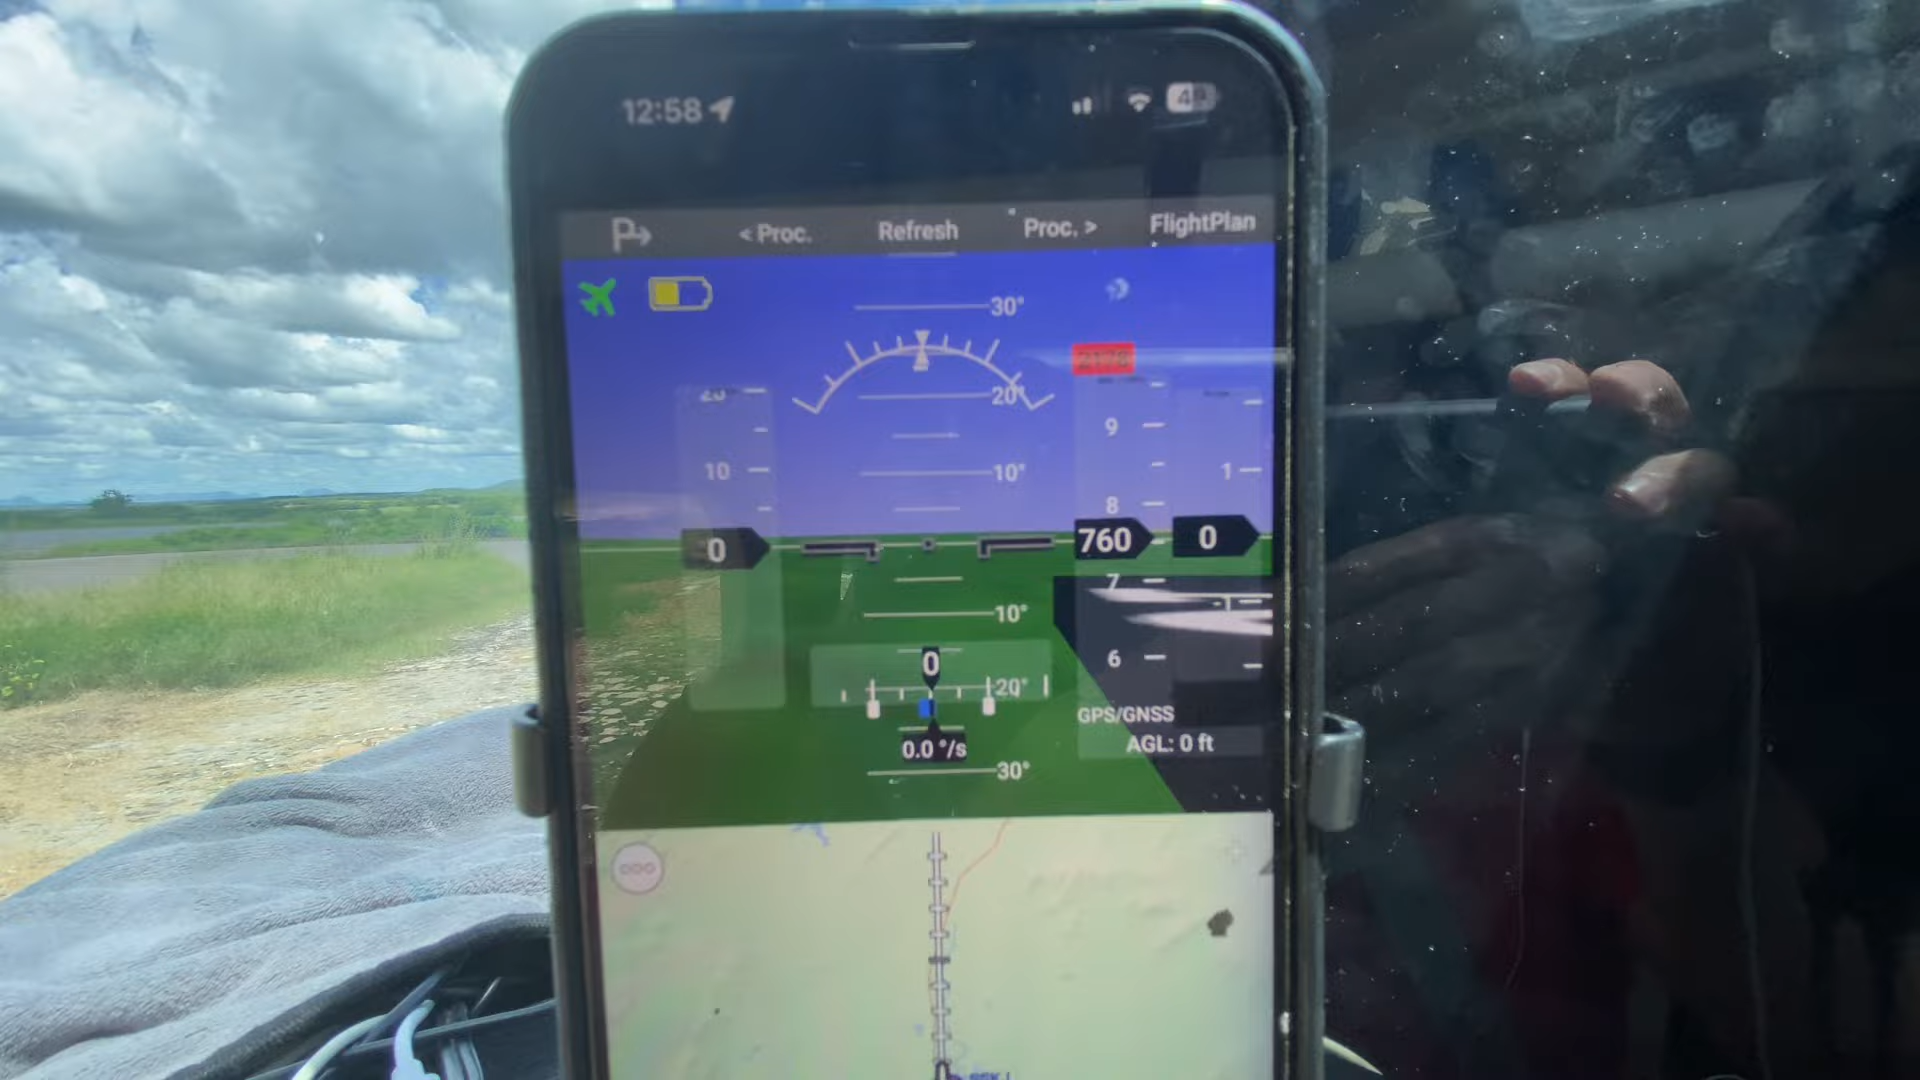 12:58
< Proc. Refresh Proc. > FlightPlan
30°
20°
9
10 10° 1
8
0 760 0
7
10°
6
0
20°
GPS/GNSS
0.0 °/s AGL: 0 ft
30°